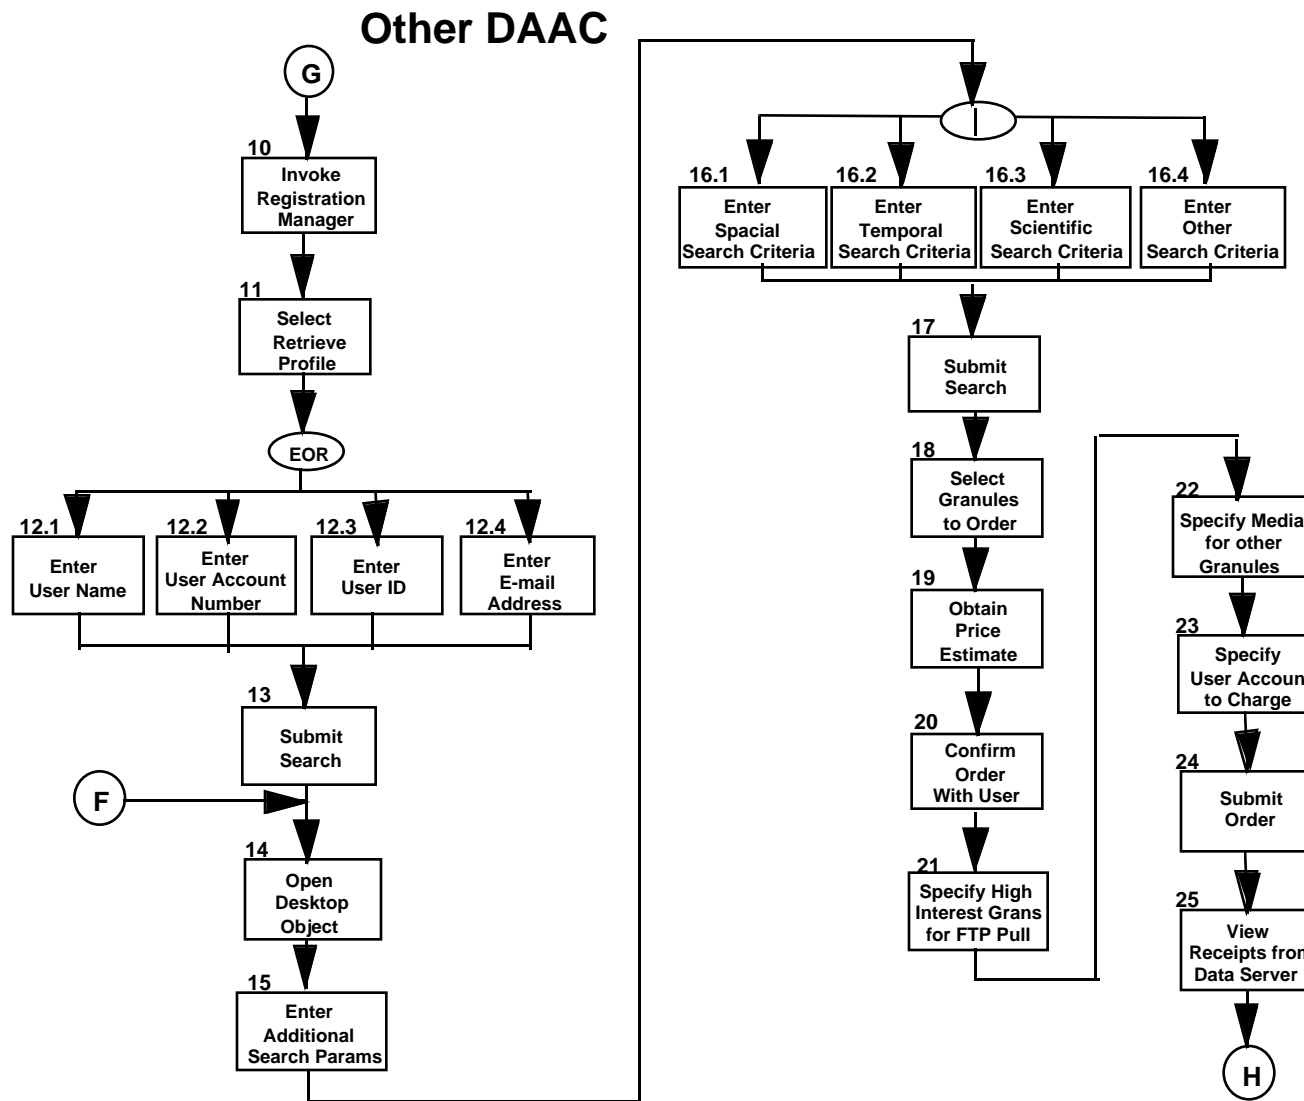 Other DAAC
G
10
Invoke
Registration
Manager
11
Select
Retrieve
Profile
EOR
12.1
Enter
User Name
12.2
Enter
User Account
Number
12.3
Enter
User ID
12.4
Enter
E-mail
Address
13
Submit
Search
F
14
Open
Desktop
Object
15
Enter
Additional
Search Params
I
16.1
Enter
Spacial
Search Criteria
16.2
Enter
Temporal
Search Criteria
16.3
Enter
Scientific
Search Criteria
16.4
Enter
Other
Search Criteria
17
Submit
Search
18
Select
Granules
to Order
19
Obtain
Price
Estimate
20
Confirm
Order
With User
21
Specify High
Interest Grans
for FTP Pull
22
Specify Media
for other
Granules
23
Specify
User Accoun
to Charge
24
Submit
Order
25
View
Receipts from
Data Server
H